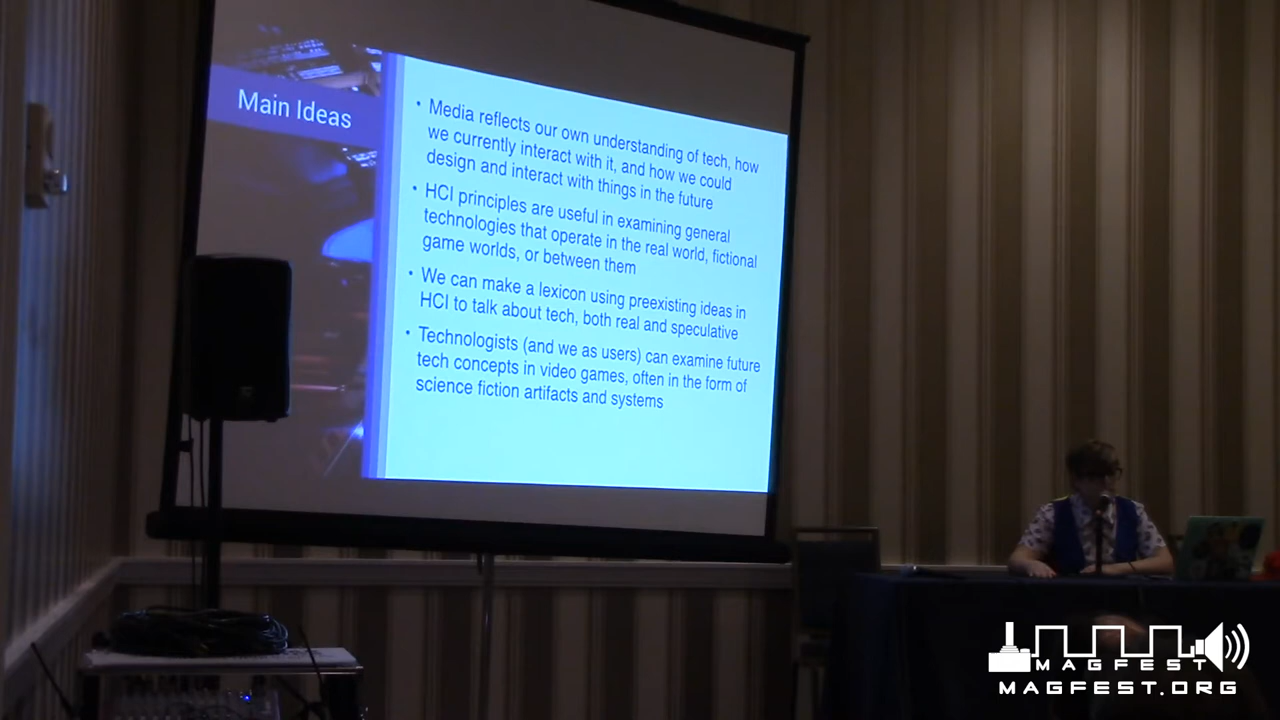 Main Ideas
• Media reflects our own understanding of tech, how
we currently interact with it, and how we could
design and interact with things in the future
• HCI principles are useful in examining general
technologies that operate in the real world, fictional
game worlds, or between them
• We can make a lexicon using preexisting ideas in
HCI to talk about tech, both real and speculative
• Technologists (and we as users) can examine future
tech concepts in video games, often in the form of
science fiction artifacts and systems
MAGFEST
MAGFEST.ORG